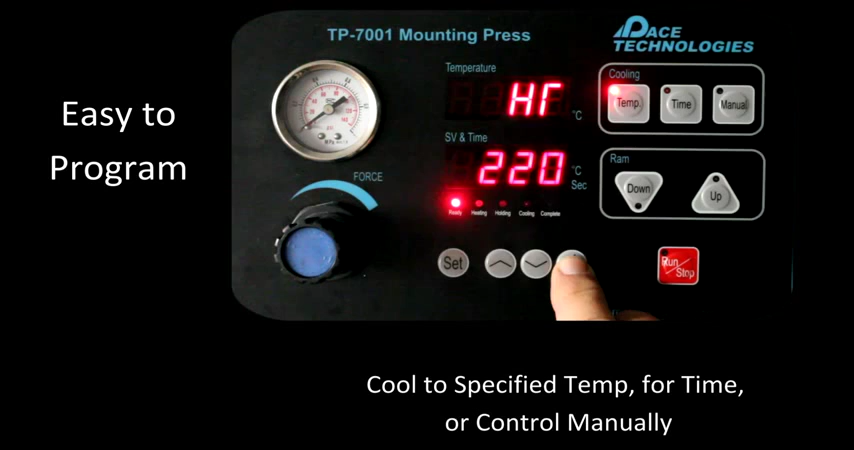 TP-7001 Mounting Press
PACE
TECHNOLOGIES
Easy to
Program
Temperature
HT
°C
SV & Time
220
°C
Sec
Ready Heating Holding Cooling Complete
FORCE
Cooling
Temp. Time Manual
Ram
Down Up
Set
Run
Stop
Cool to Specified Temp, for Time,
or Control Manually